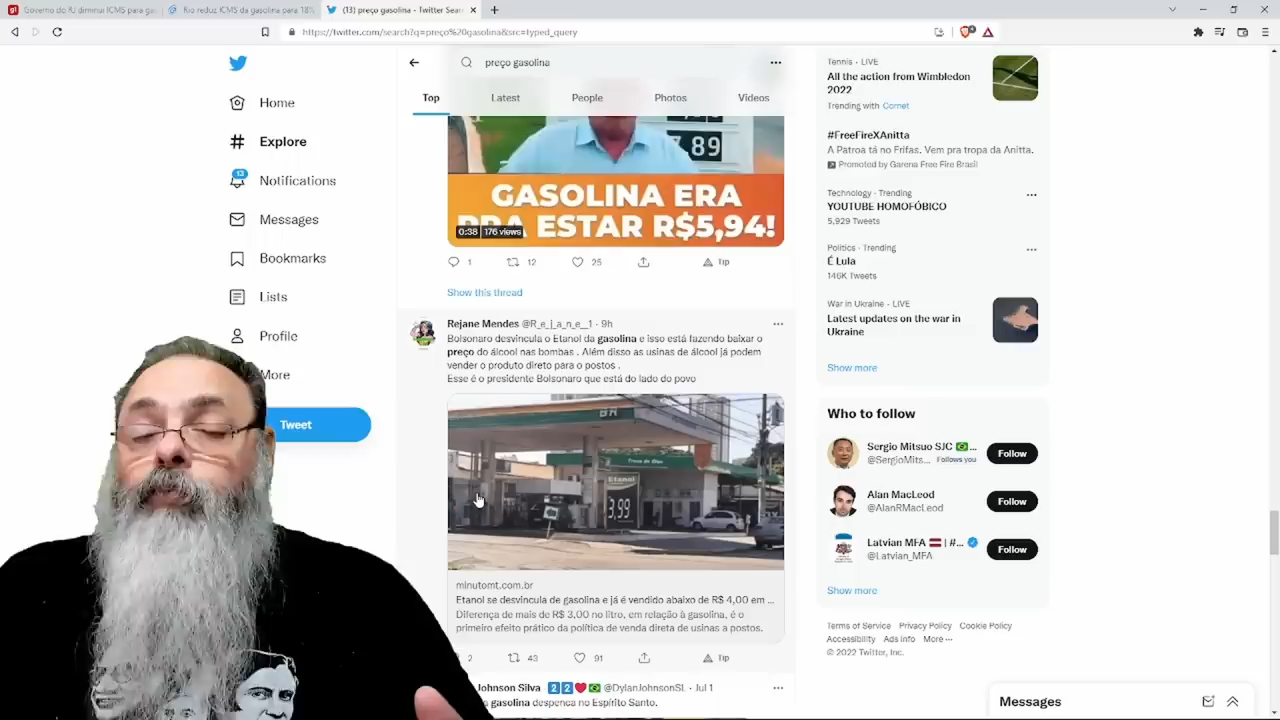 Governo do RJ diminui ICMS para ga
Rio reduz ICMS da gasolina para 18%
(13) preço gasolina - Twitter Sear
https://twitter.com/search?q=preço%20gasolina&src=typed_query
Home
Explore
13
Notifications
Messages
Bookmarks
Lists
Profile
More
Tweet
preço gasolina
Top
Latest
People
Photos
Videos
7,89
GASOLINA ERA
PRA ESTAR R$5,94!
0:38 176 views
1
12
25
Tip
Show this thread
Rejane Mendes @R_e_j_a_n_e__1 · 9h
Bolsonaro desvincula o Etanol da gasolina e isso está fazendo baixar o
preço do álcool nas bombas . Além disso as usinas de álcool já podem
vender o produto direto para o postos .
Esse é o presidente Bolsonaro que está do lado do povo
BR
Etanol
3,99
minutomt.com.br
Etanol se desvincula de gasolina e já é vendido abaixo de R$ 4,00 em ...
Diferença de mais de R$ 3,00 no litro, em relação à gasolina, é o
primeiro efeito prático da política de venda direta de usinas a postos.
2
43
91
Tip
Johnson Silva 22 @DylanJohnsonSL · Jul 1
gasolina despenca no Espírito Santo.
Tennis · LIVE
All the action from Wimbledon
2022
Trending with Cornet
#FreeFireXAnitta
A Patroa tá no Frifas. Vem pra tropa da Anitta.
Promoted by Garena Free Fire Brasil
Technology · Trending
YOUTUBE HOMOFÓBICO
5,929 Tweets
Politics · Trending
É Lula
146K Tweets
War in Ukraine · LIVE
Latest updates on the war in
Ukraine
Show more
Who to follow
Sergio Mitsuo SJC ...
@SergioMits... Follows you
Follow
Alan MacLeod
@AlanRMacLeod
Follow
Latvian MFA | #...
@Latvian_MFA
Follow
Show more
Terms of Service Privacy Policy Cookie Policy
Accessibility Ads info More ...
© 2022 Twitter, Inc.
Messages